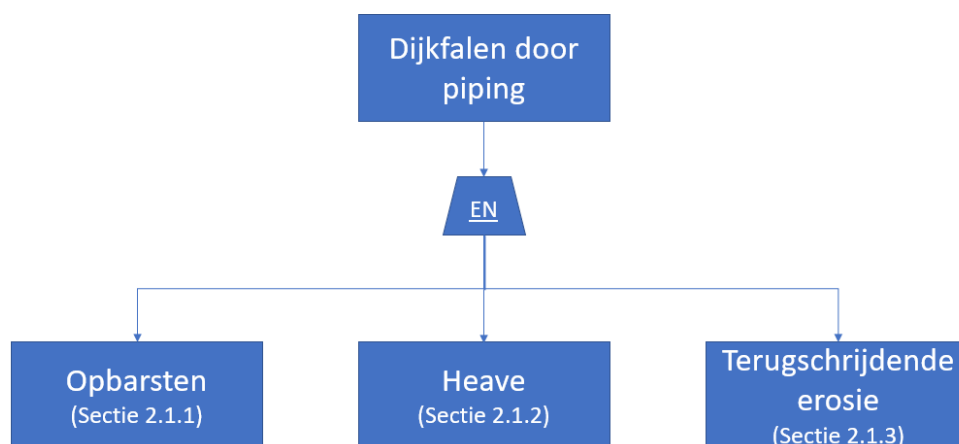 Dijkfalen door
piping
EN
Opbarsten
(Sectie 2.1.1)
Heave
(Sectie 2.1.2)
Terugschrijdende
erosie
(Sectie 2.1.3)